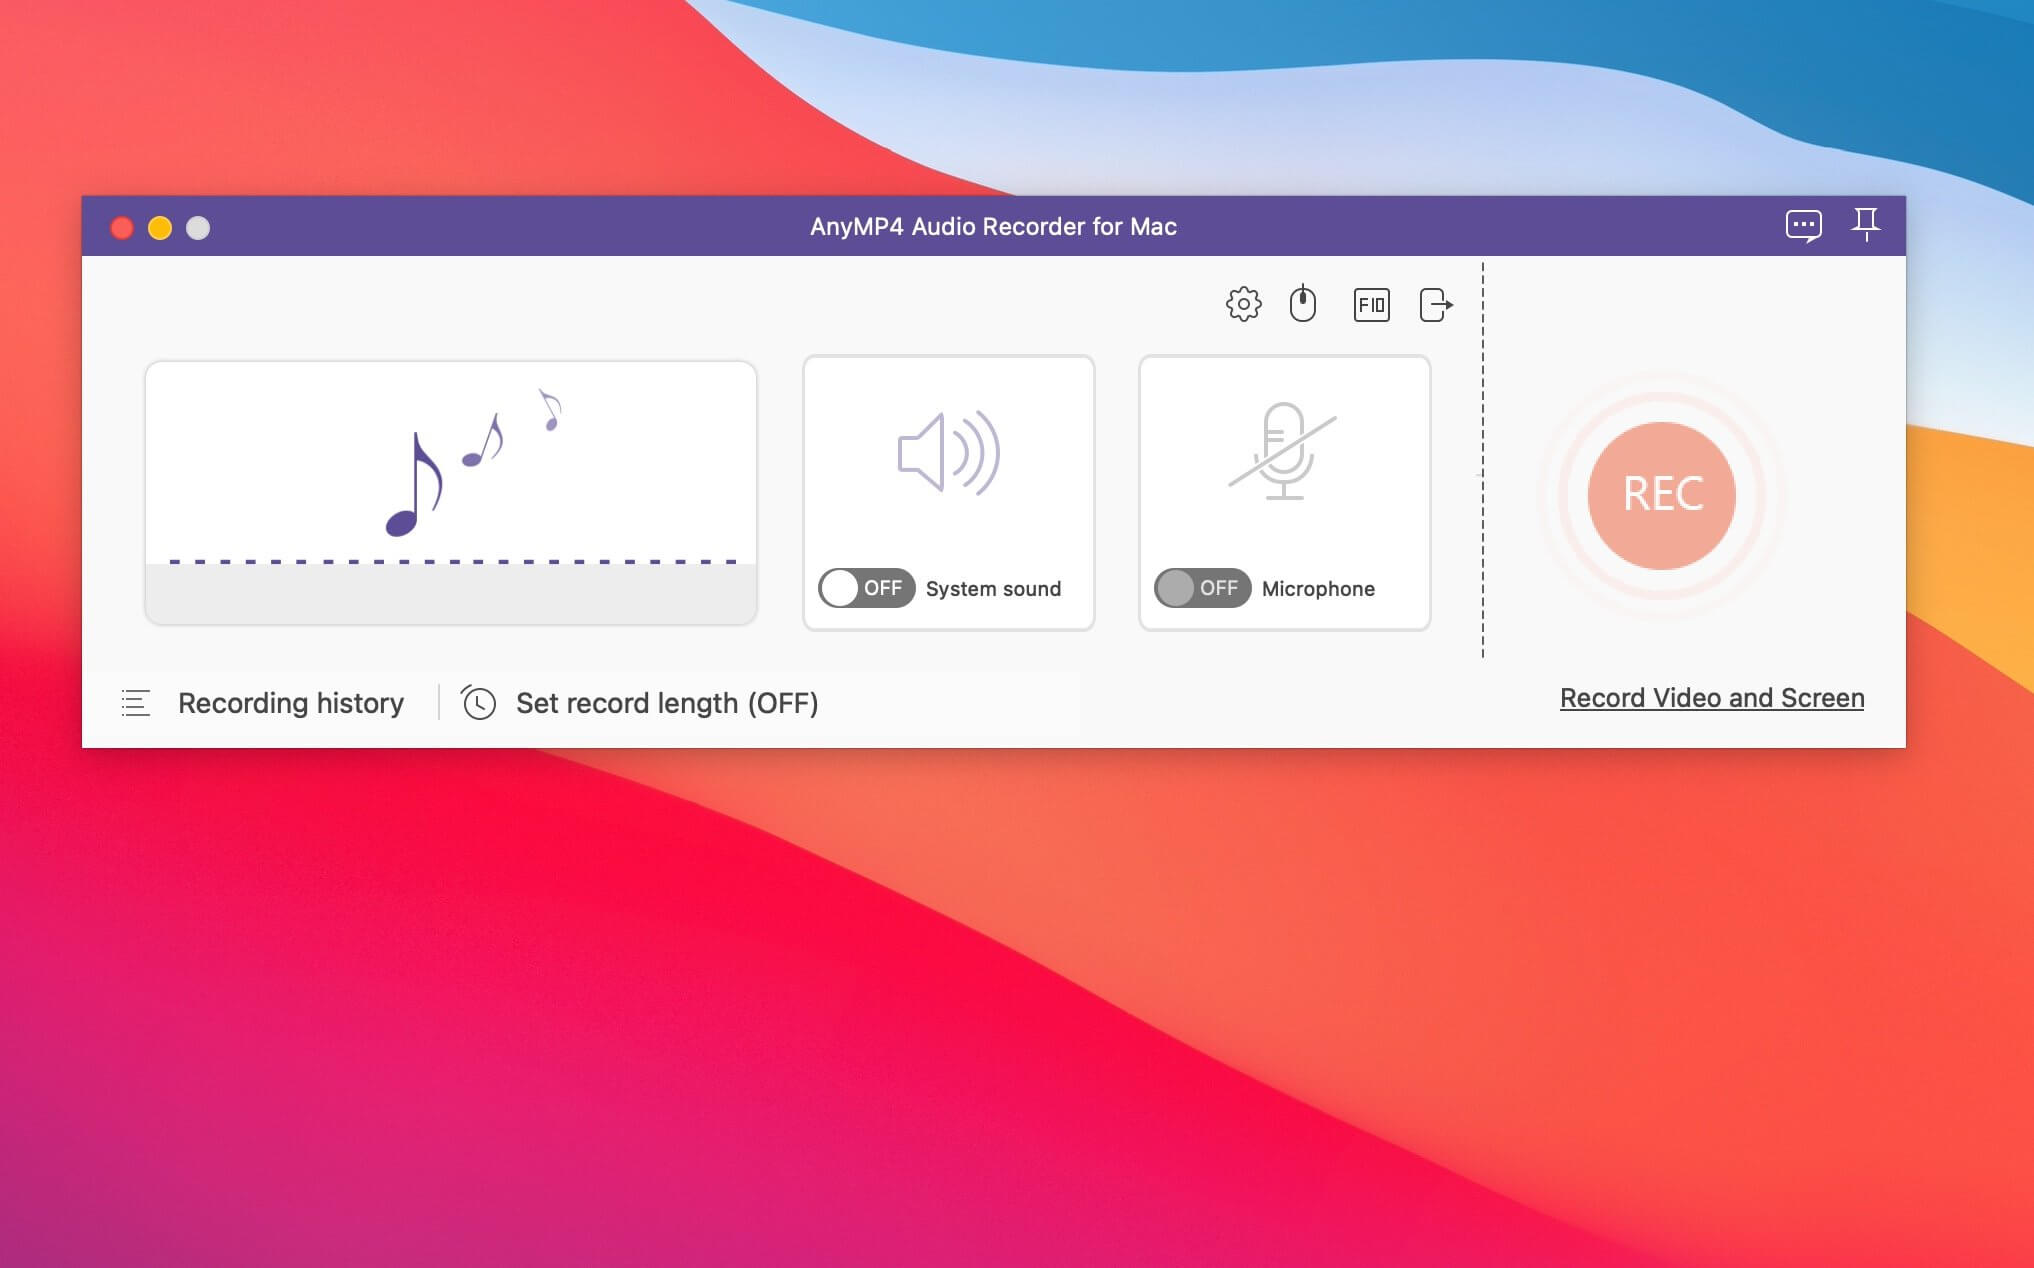 AnyMP4 Audio Recorder for Mac
F10
OFF System sound
OFF Microphone
REC
Recording history
Set record length (OFF)
Record Video and Screen